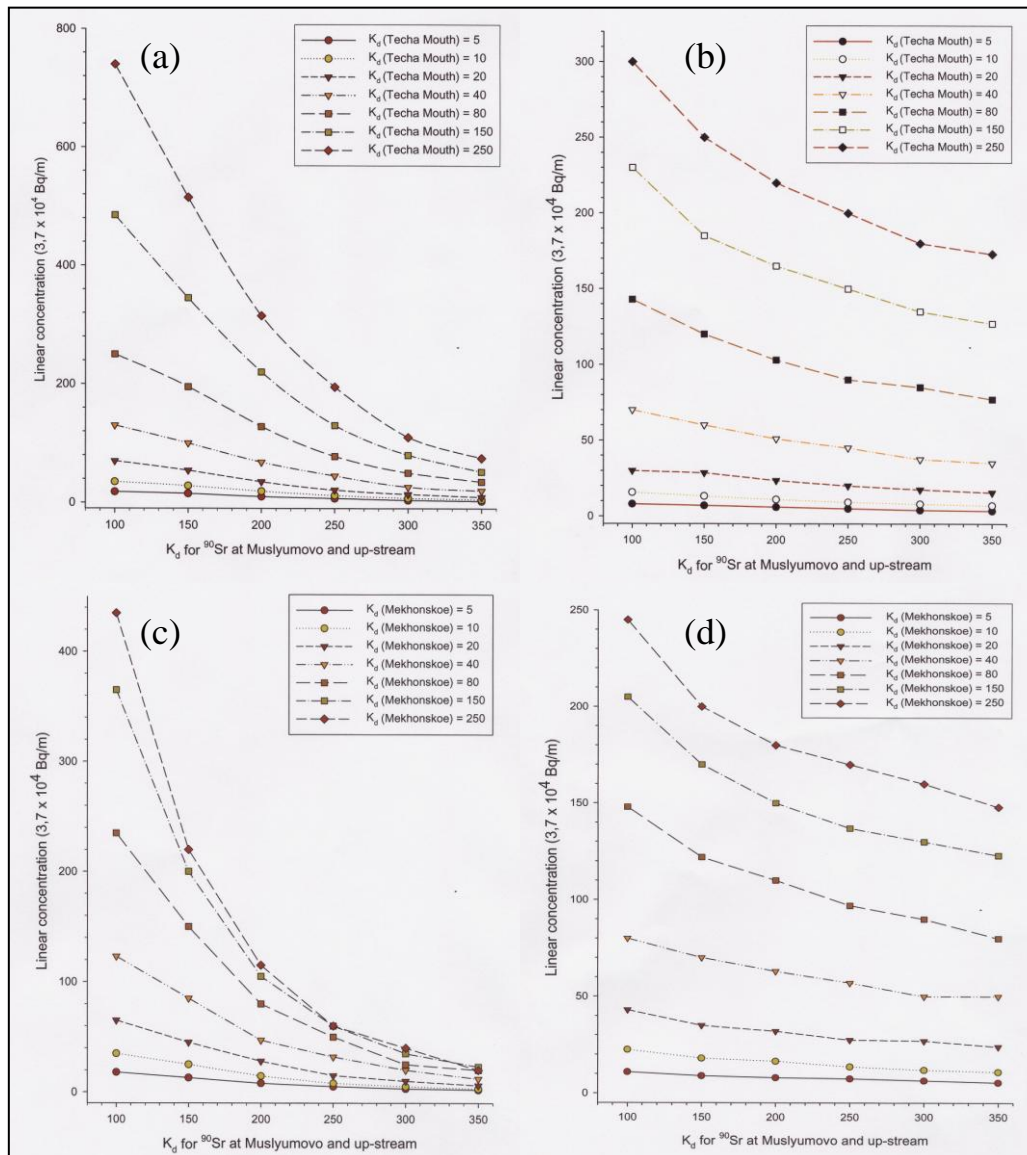 (a)
800
600
400
200
0
100 150 200 250 300 350
Linear concentration (3,7 x 10⁴ Bq/m)
K_d for ⁹⁰Sr at Muslyumovo and up-stream
K_d (Techa Mouth) = 5
K_d (Techa Mouth) = 10
K_d (Techa Mouth) = 20
K_d (Techa Mouth) = 40
K_d (Techa Mouth) = 80
K_d (Techa Mouth) = 150
K_d (Techa Mouth) = 250
(b)
300
250
200
150
100
50
0
100 150 200 250 300 350
Linear concentration (3,7 x 10⁴ Bq/m)
K_d for ⁹⁰Sr at Muslyumovo and up-stream
K_d (Techa Mouth) = 5
K_d (Techa Mouth) = 10
K_d (Techa Mouth) = 20
K_d (Techa Mouth) = 40
K_d (Techa Mouth) = 80
K_d (Techa Mouth) = 150
K_d (Techa Mouth) = 250
(c)
400
300
200
100
0
100 150 200 250 300 350
Linear concentration (3,7 x 10⁴ Bq/m)
K_d for ⁹⁰Sr at Muslyumovo and up-stream
K_d (Mekhonskoe) = 5
K_d (Mekhonskoe) = 10
K_d (Mekhonskoe) = 20
K_d (Mekhonskoe) = 40
K_d (Mekhonskoe) = 80
K_d (Mekhonskoe) = 150
K_d (Mekhonskoe) = 250
(d)
250
200
150
100
50
0
100 150 200 250 300 350
Linear concentration (3,7 x 10⁴ Bq/m)
K_d for ⁹⁰Sr at Muslyumovo and up-stream
K_d (Mekhonskoe) = 5
K_d (Mekhonskoe) = 10
K_d (Mekhonskoe) = 20
K_d (Mekhonskoe) = 40
K_d (Mekhonskoe) = 80
K_d (Mekhonskoe) = 150
K_d (Mekhonskoe) = 250